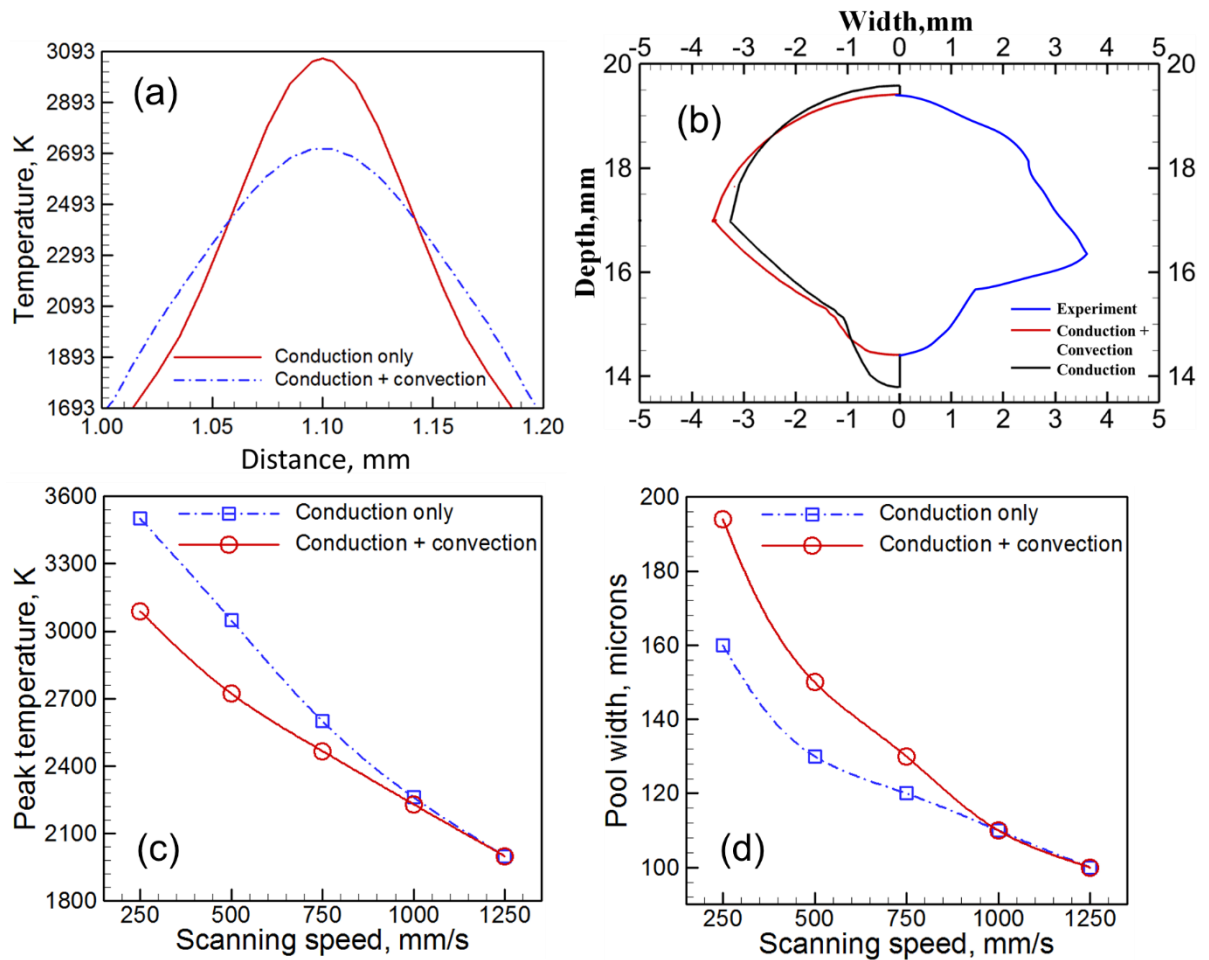 (a)
Temperature, K
3093
2893
2693
2493
2293
2093
1893
1693
Conduction only
Conduction + convection
1.00 1.05 1.10 1.15 1.20
Distance, mm
Width,mm
-5 -4 -3 -2 -1 0 1 2 3 4 5
(b)
Depth,mm
20 20
18 18
16 16
14 14
Experiment
Conduction +
Convection
Conduction
-5 -4 -3 -2 -1 0 1 2 3 4 5
Peak temperature, K
3600
3300
3000
2700
2400
2100
1800
Conduction only
Conduction + convection
(c)
250 500 750 1000 1250
Scanning speed, mm/s
Pool width, microns
200
180
160
140
120
100
Conduction only
Conduction + convection
(d)
250 500 750 1000 1250
Scanning speed, mm/s